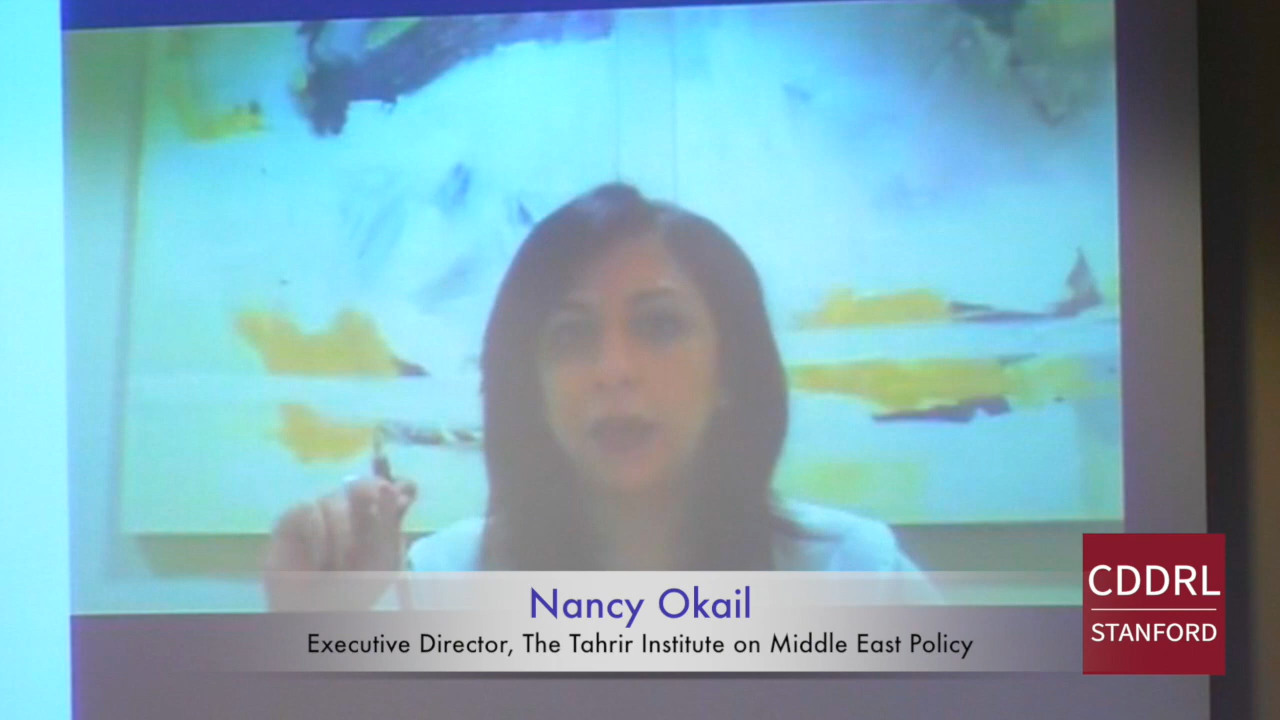 Nancy Okail
Executive Director, The Tahrir Institute on Middle East Policy
CDDRL
STANFORD